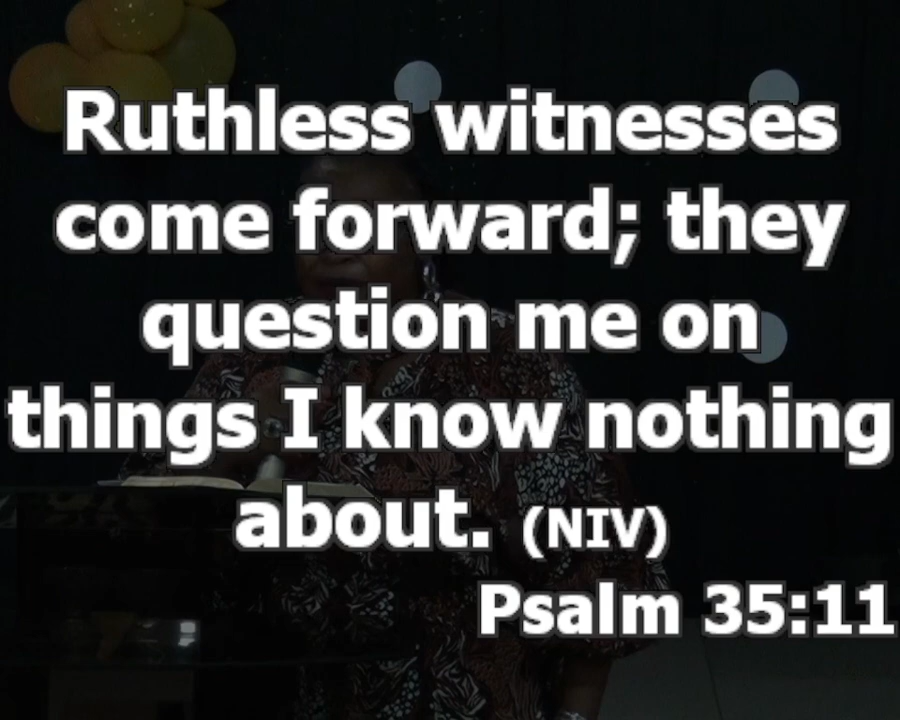 Ruthless witnesses
come forward; they
question me on
things I know nothing
about. (NIV)
Psalm 35:11